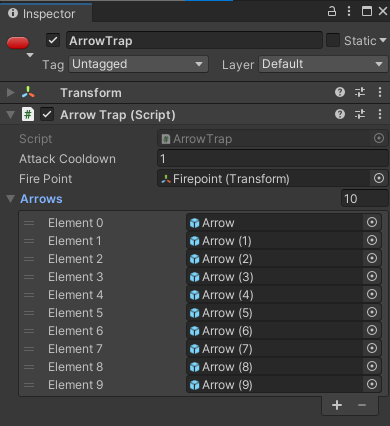 Inspector
ArrowTrap Static
Tag Untagged Layer Default
Transform
# Arrow Trap (Script)
Script # ArrowTrap
Attack Cooldown 1
Fire Point Firepoint (Transform)
Arrows 10
Element 0 Arrow
Element 1 Arrow (1)
Element 2 Arrow (2)
Element 3 Arrow (3)
Element 4 Arrow (4)
Element 5 Arrow (5)
Element 6 Arrow (6)
Element 7 Arrow (7)
Element 8 Arrow (8)
Element 9 Arrow (9)
+ −